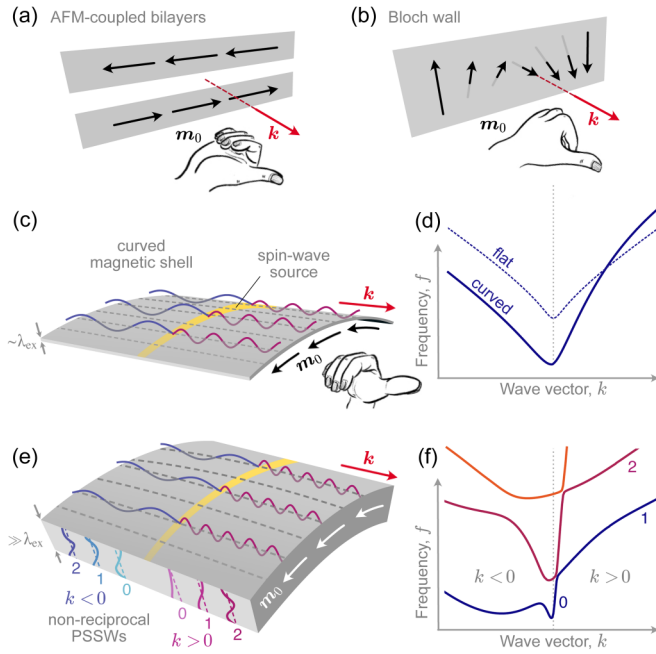 (a) AFM-coupled bilayers
m₀
k
(b) Bloch wall
m₀
k
(c)
curved
magnetic shell
spin-wave
source
k
~λex
m₀
(d)
flat
curved
Frequency, f
Wave vector, k
(e)
k
≫λex
2
1
0
k < 0
non-reciprocal
PSSWs
0
1
2
k > 0
m₀
(f)
2
1
k < 0
k > 0
0
Frequency, f
Wave vector, k